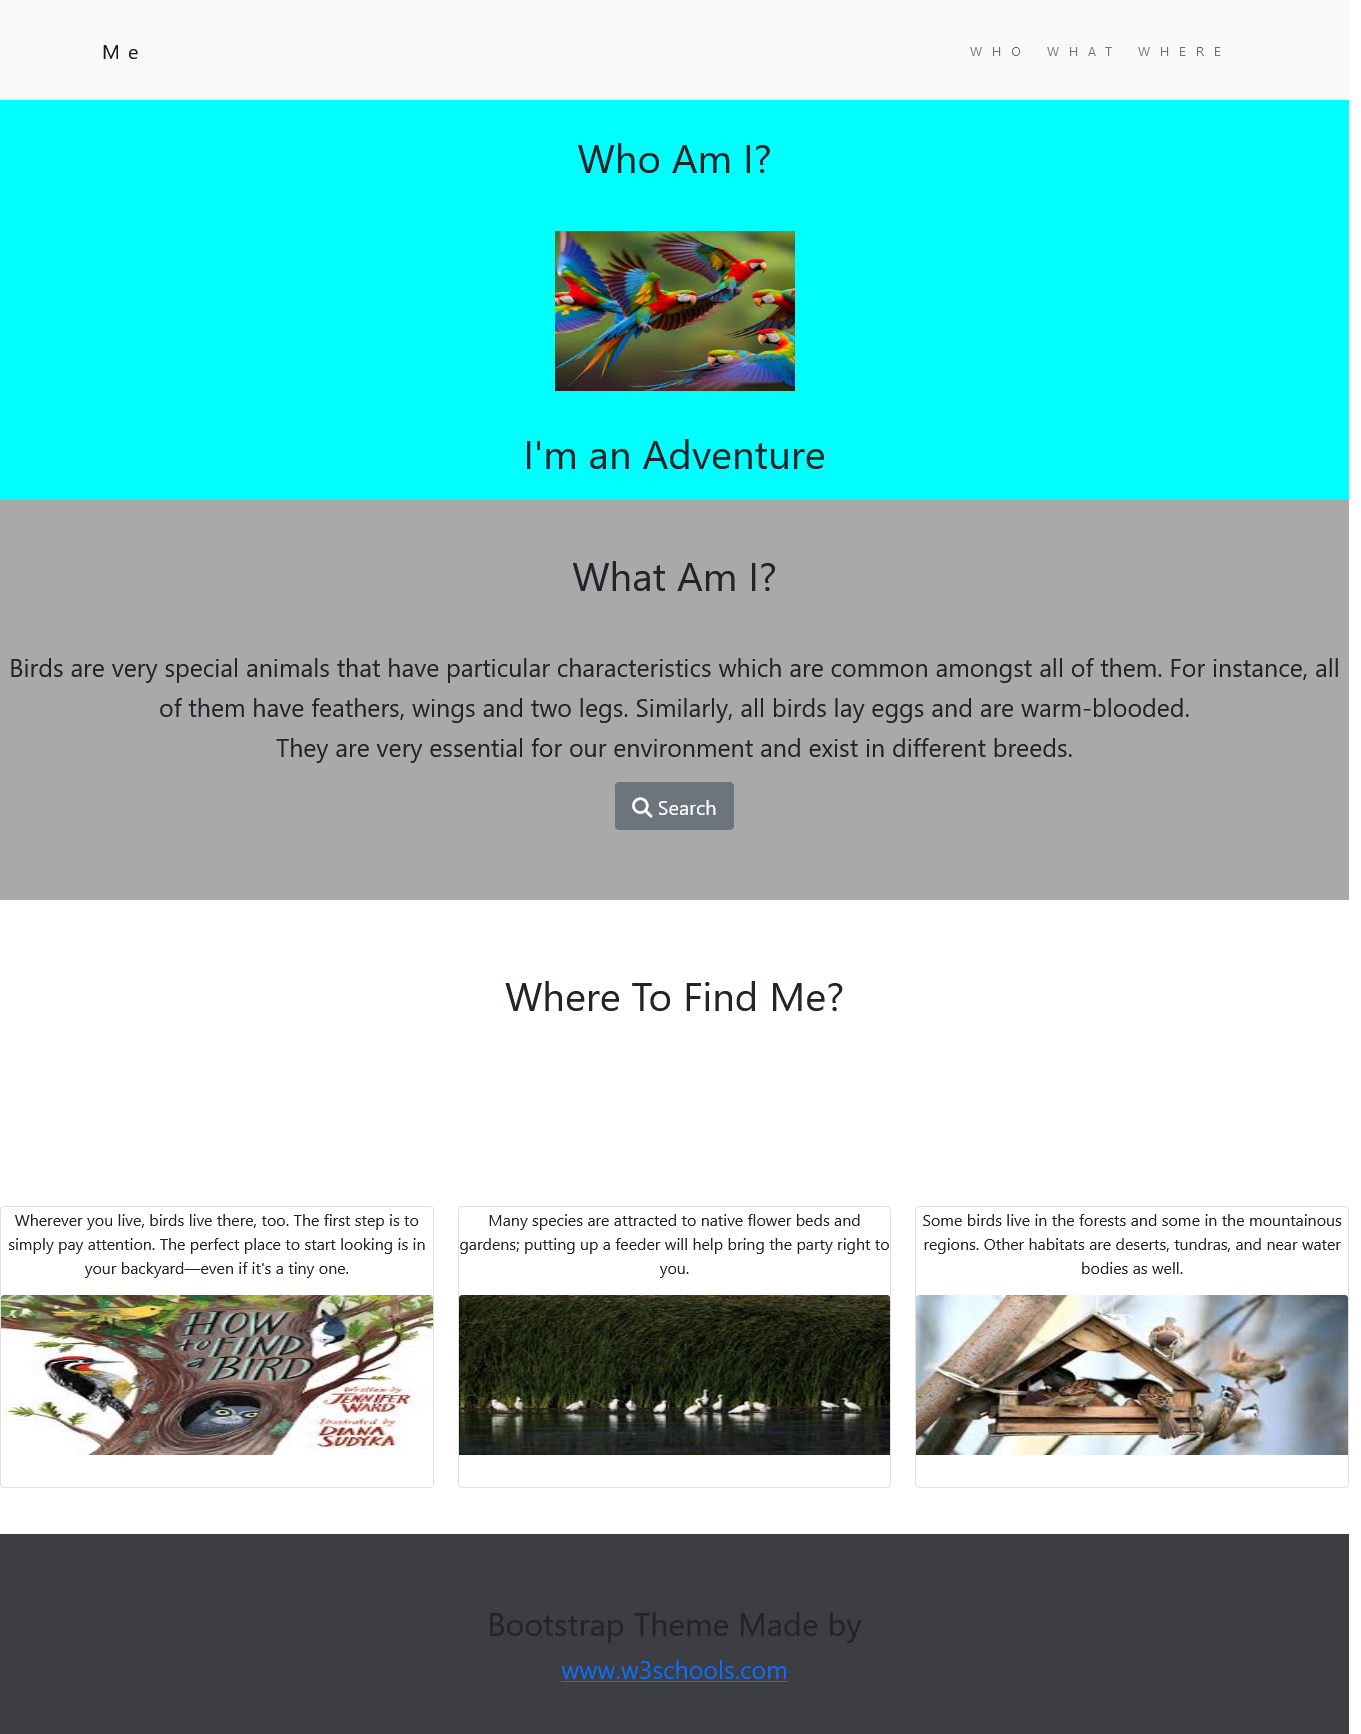 Me
WHO WHAT WHERE
Who Am I?
I'm an Adventure
What Am I?
Birds are very special animals that have particular characteristics which are common amongst all of them. For instance, all
of them have feathers, wings and two legs. Similarly, all birds lay eggs and are warm-blooded.
They are very essential for our environment and exist in different breeds.
Search
Where To Find Me?
Wherever you live, birds live there, too. The first step is to
simply pay attention. The perfect place to start looking is in
your backyard—even if it's a tiny one.
HOW
to FIND
a BIRD
Written by
JENNIFER
WARD
Illustrated by
DIANA
SUDYKA
Many species are attracted to native flower beds and
gardens; putting up a feeder will help bring the party right to
you.
Some birds live in the forests and some in the mountainous
regions. Other habitats are deserts, tundras, and near water
bodies as well.
Bootstrap Theme Made by
www.w3schools.com